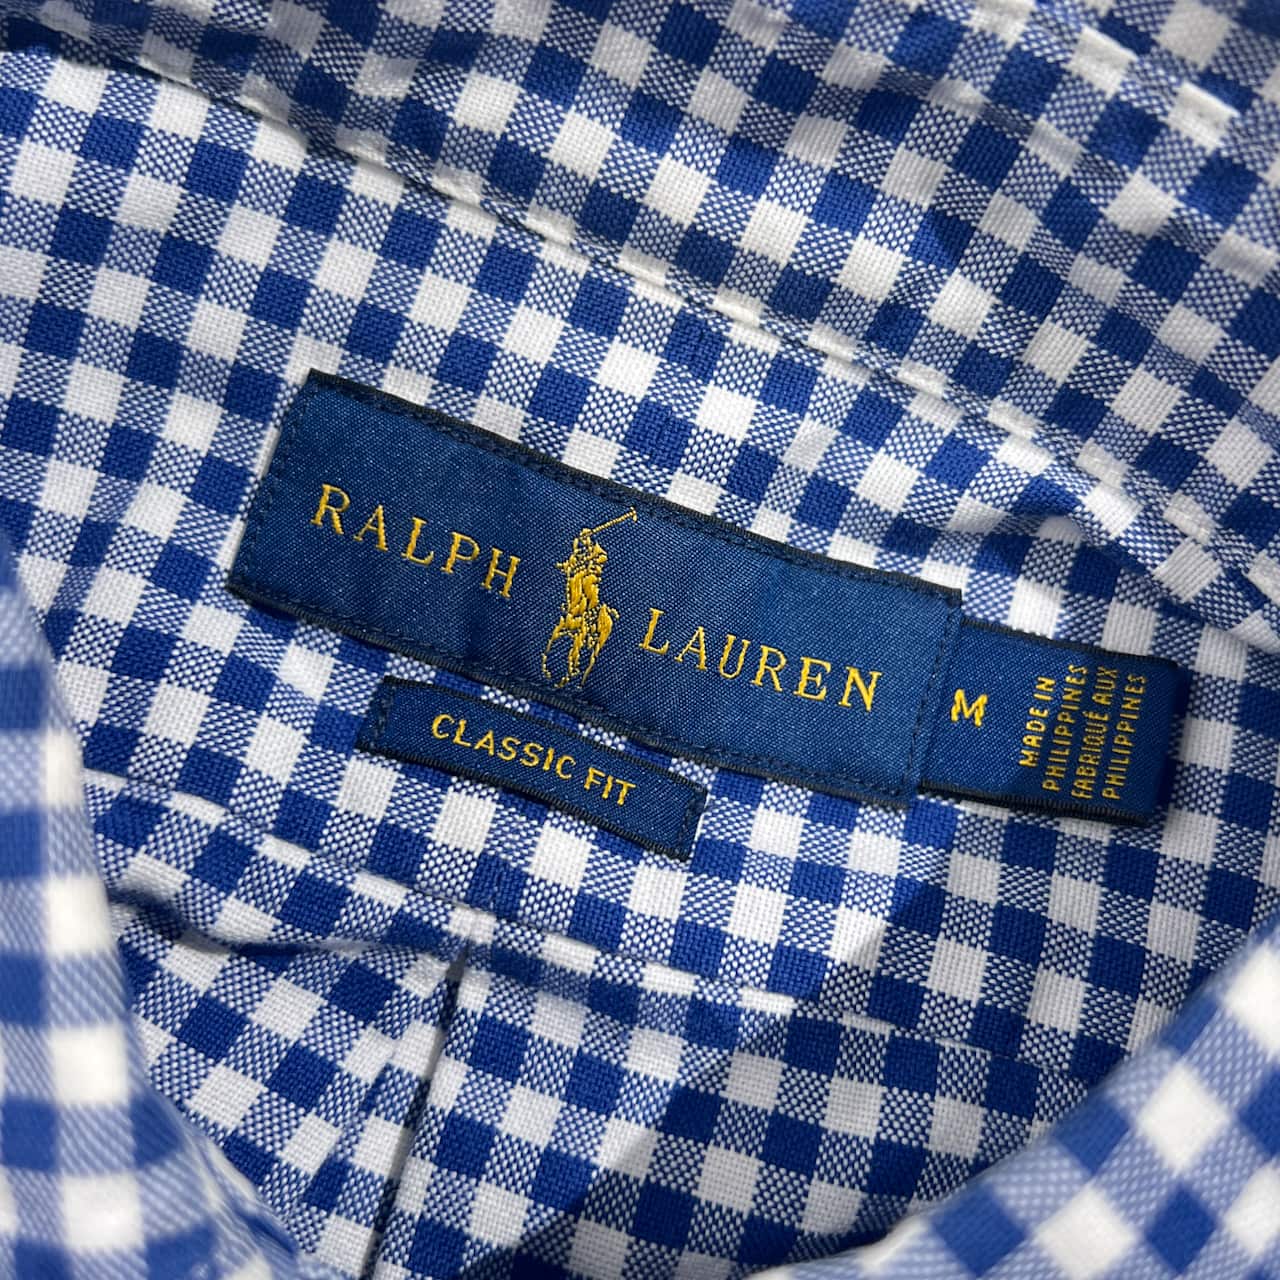 RALPH LAUREN
CLASSIC FIT
M
MADE IN
PHILIPPINES
FABRIQUÉ AUX
PHILIPPINES